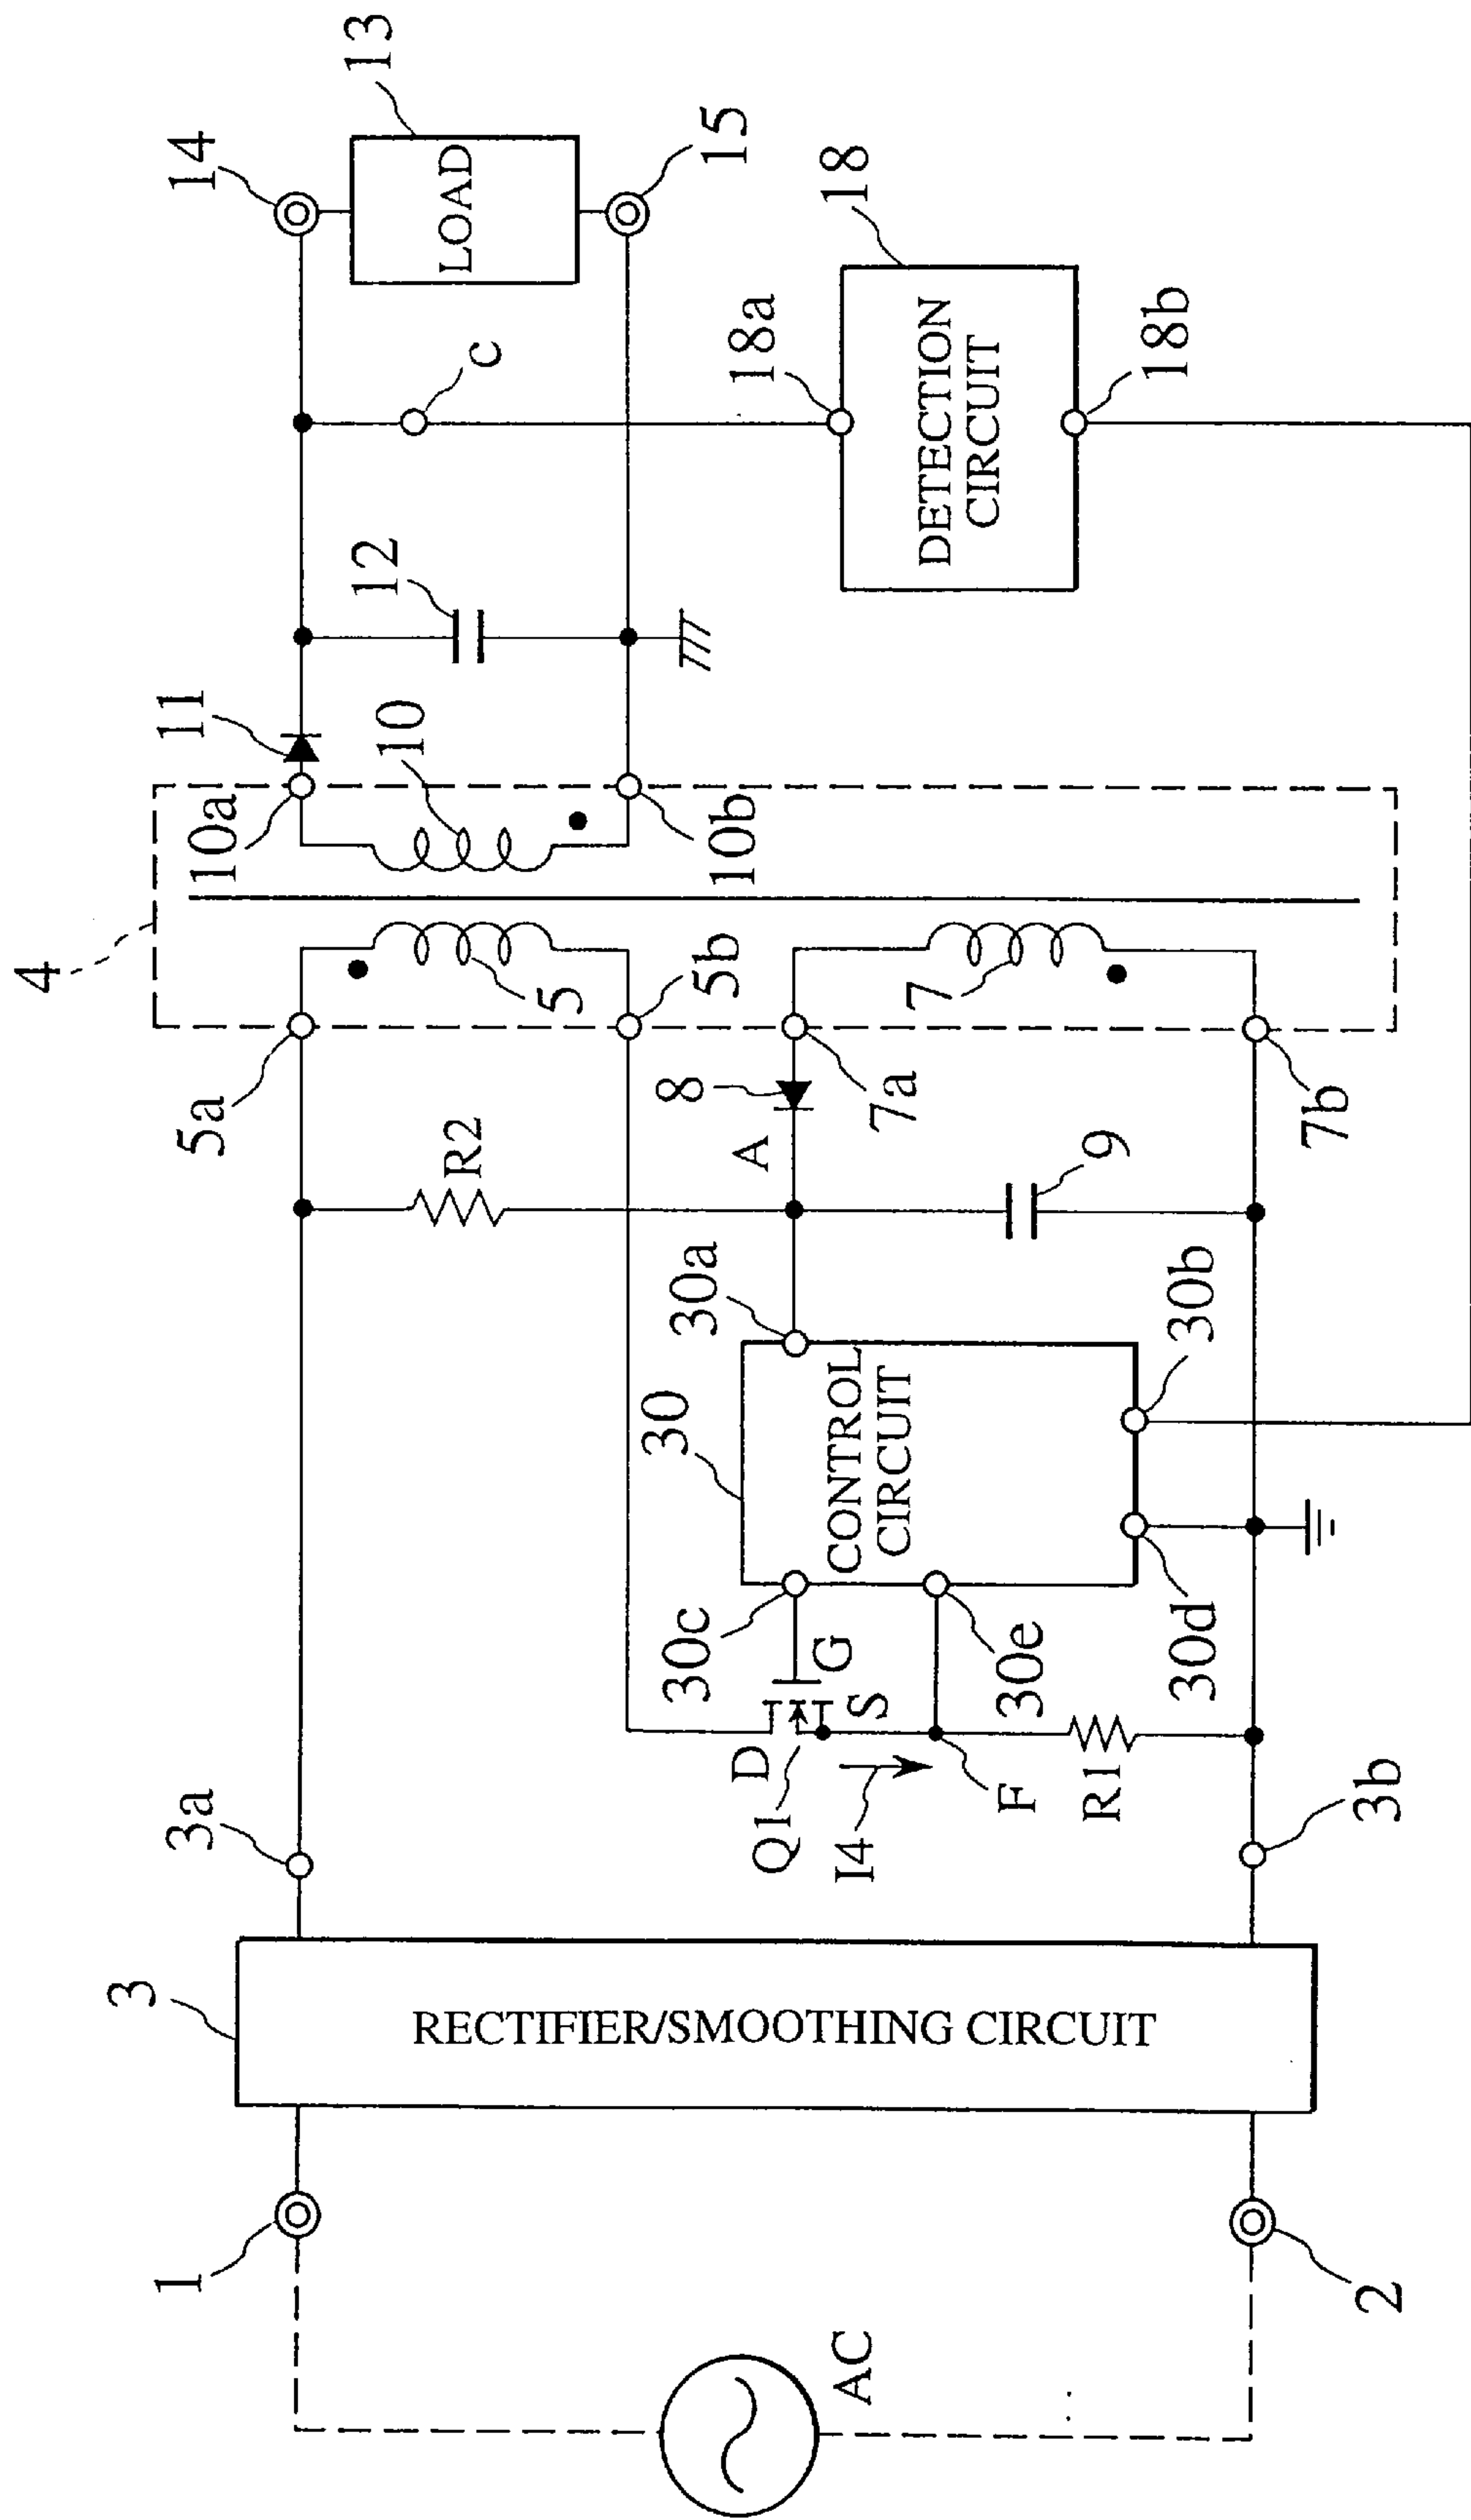 4
1
2
AC
3
RECTIFIER/SMOOTHING CIRCUIT
3a
3b
Q1
D
G
S
I4
F
R1
30c
30e
30d
30
CONTROL
CIRCUIT
30a
30b
R2
A
8
9
5a
5b
7a
7b
5
7
10a
10b
10
11
12
c
14
15
13
LOAD
18a
18b
18
DETECTION
CIRCUIT